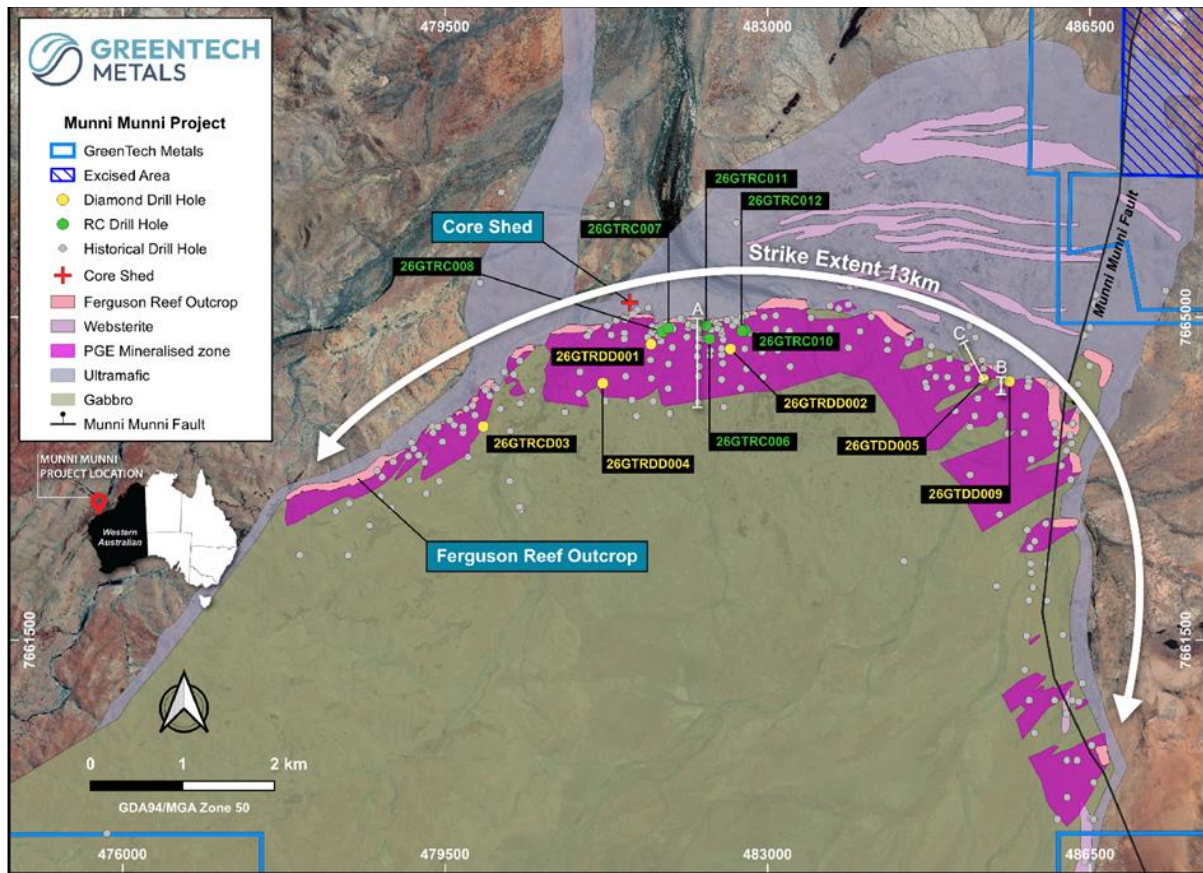 479500
483000
486500
GREENTECH
METALS
Munni Munni Project
GreenTech Metals
Excised Area
Diamond Drill Hole
RC Drill Hole
Historical Drill Hole
Core Shed
Ferguson Reef Outcrop
Websterite
PGE Mineralised zone
Ultramafic
Gabbro
Munni Munni Fault
26GTRC011
26GTRC012
Core Shed
26GTRC007
26GTRC008
Strike Extent 13km
Munni Munni Fault
7665000
A
C
B
26GTRC010
26GTRDD001
26GTRDD002
26GTRCD03
26GTRDD004
26GTRC006
26GTDD005
26GTDD009
MUNNI MUNNI
PROJECT LOCATION
Western
Australian
Ferguson Reef Outcrop
7661500
7661500
0 1 2 km
GDA94/MGA Zone 50
476000
479500
483000
486500